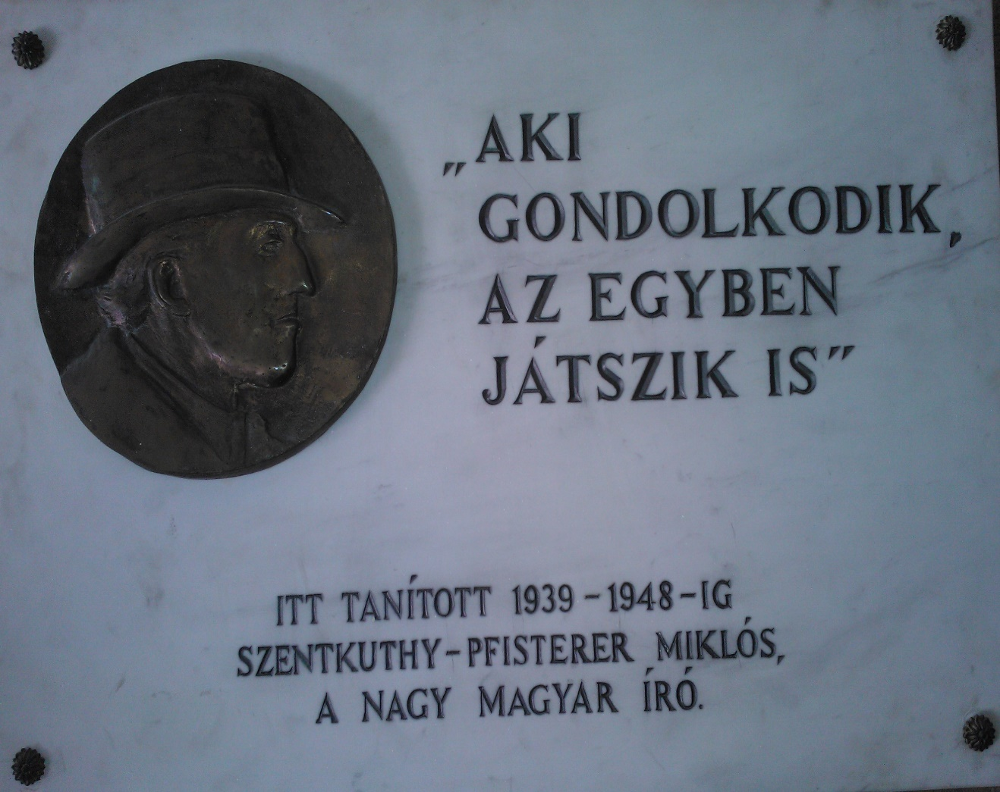 „AKI
GONDOLKODIK,
AZ EGYBEN
JÁTSZIK IS”
ITT TANÍTOTT 1939-1948-IG
SZENTKUTHY-PFISTERER MIKLÓS,
A NAGY MAGYAR ÍRÓ.